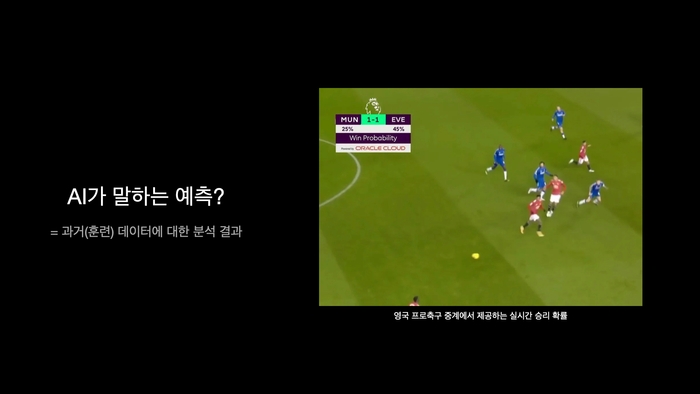 AI가 말하는 예측?
= 과거(훈련) 데이터에 대한 분석 결과
MUN 1-1 EVE
25% 45%
Win Probability
Powered by ORACLE CLOUD
영국 프로축구 중계에서 제공하는 실시간 승리 확률